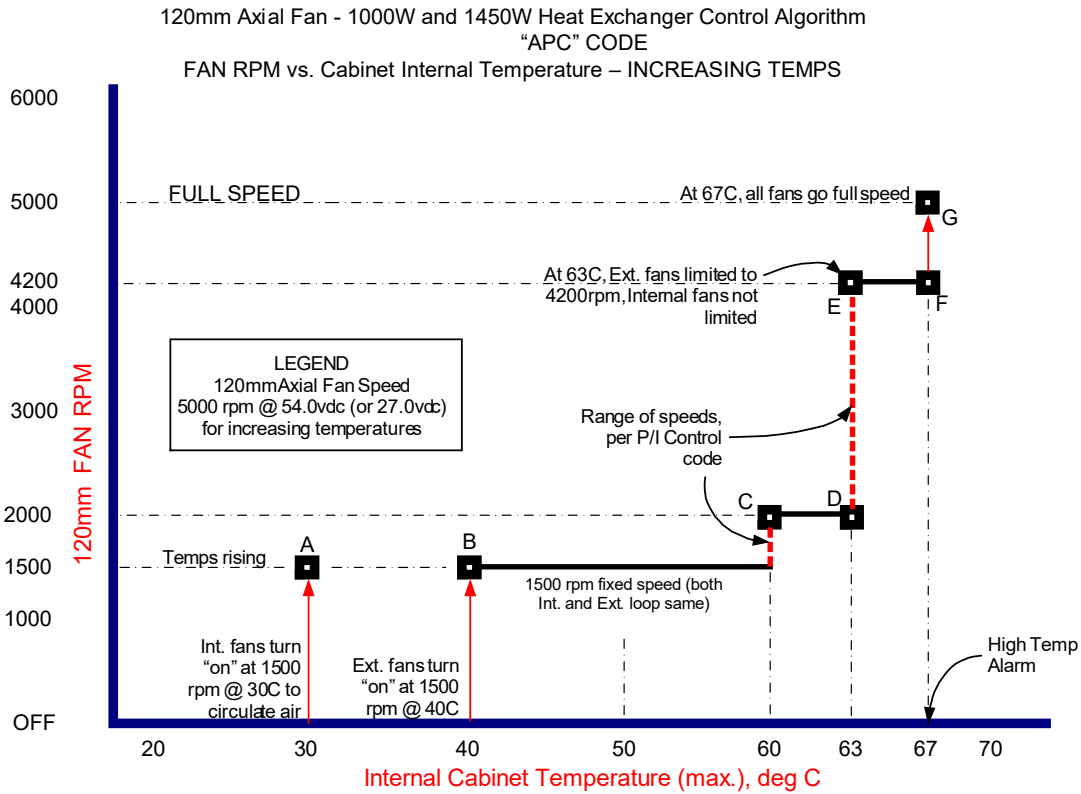 120mm Axial Fan - 1000W and 1450W Heat Exchanger Control Algorithm
“APC” CODE
FAN RPM vs. Cabinet Internal Temperature – INCREASING TEMPS
6000
5000
4200
4000
3000
2000
1500
1000
OFF
120mm FAN RPM
FULL SPEED
At 67C, all fans go full speed
G
At 63C, Ext. fans limited to
4200rpm, Internal fans not
limited
E
F
LEGEND
120mm Axial Fan Speed
5000 rpm @ 54.0vdc (or 27.0vdc)
for increasing temperatures
Range of speeds,
per P/I Control
code
C
D
Temps rising
A
B
1500 rpm fixed speed (both
Int. and Ext. loop same)
Int. fans turn
“on” at 1500
rpm @ 30C to
circulate air
Ext. fans turn
“on” at 1500
rpm @ 40C
High Temp
Alarm
20
30
40
50
60
63
67
70
Internal Cabinet Temperature (max.), deg C